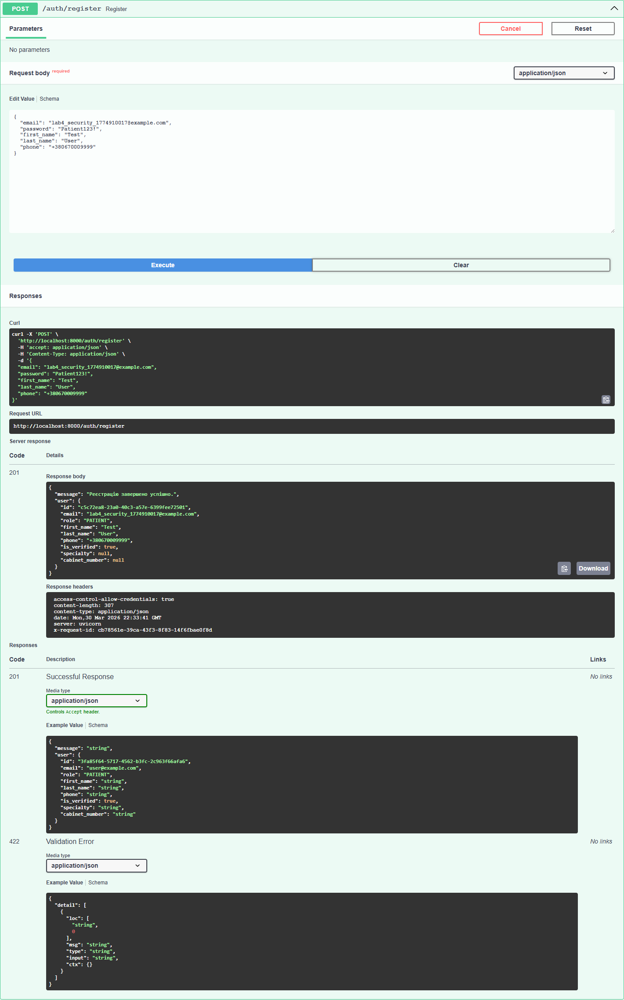 POST /auth/register Register
Parameters
Cancel
Reset
No parameters
Request body required
application/json
Edit Value | Schema
{
  "email": "lab4_security_1774910017@example.com",
  "password": "Patient123!",
  "first_name": "Test",
  "last_name": "User",
  "phone": "+380670009999"
}
Execute
Clear
Responses
Curl
curl -X 'POST' \
  'http://localhost:8000/auth/register' \
  -H 'accept: application/json' \
  -H 'Content-Type: application/json' \
  -d '{
  "email": "lab4_security_1774910017@example.com",
  "password": "Patient123!",
  "first_name": "Test",
  "last_name": "User",
  "phone": "+380670009999"
}'
Request URL
http://localhost:8000/auth/register
Server response
Code Details
201
Response body
{
  "message": "Реєстрацію завершено успішно.",
  "user": {
    "id": "c5c72ea8-23a0-40c3-a57e-6399fee72501",
    "email": "lab4_security_1774910017@example.com",
    "role": "PATIENT",
    "first_name": "Test",
    "last_name": "User",
    "phone": "+380670009999",
    "is_verified": true,
    "specialty": null,
    "cabinet_number": null
  }
}
Download
Response headers
access-control-allow-credentials: true
content-length: 307
content-type: application/json
date: Mon,30 Mar 2026 22:33:41 GMT
server: uvicorn
x-request-id: cb78561e-39ca-43f3-8f83-14f6fbae0f8d
Responses
Code Description Links
201 Successful Response No links
Media type
application/json
Controls Accept header.
Example Value | Schema
{
  "message": "string",
  "user": {
    "id": "3fa85f64-5717-4562-b3fc-2c963f66afa6",
    "email": "user@example.com",
    "role": "PATIENT",
    "first_name": "string",
    "last_name": "string",
    "phone": "string",
    "is_verified": true,
    "specialty": "string",
    "cabinet_number": "string"
  }
}
422 Validation Error No links
Media type
application/json
Example Value | Schema
{
  "detail": [
    {
      "loc": [
        "string",
        0
      ],
      "msg": "string",
      "type": "string",
      "input": "string",
      "ctx": {}
    }
  ]
}